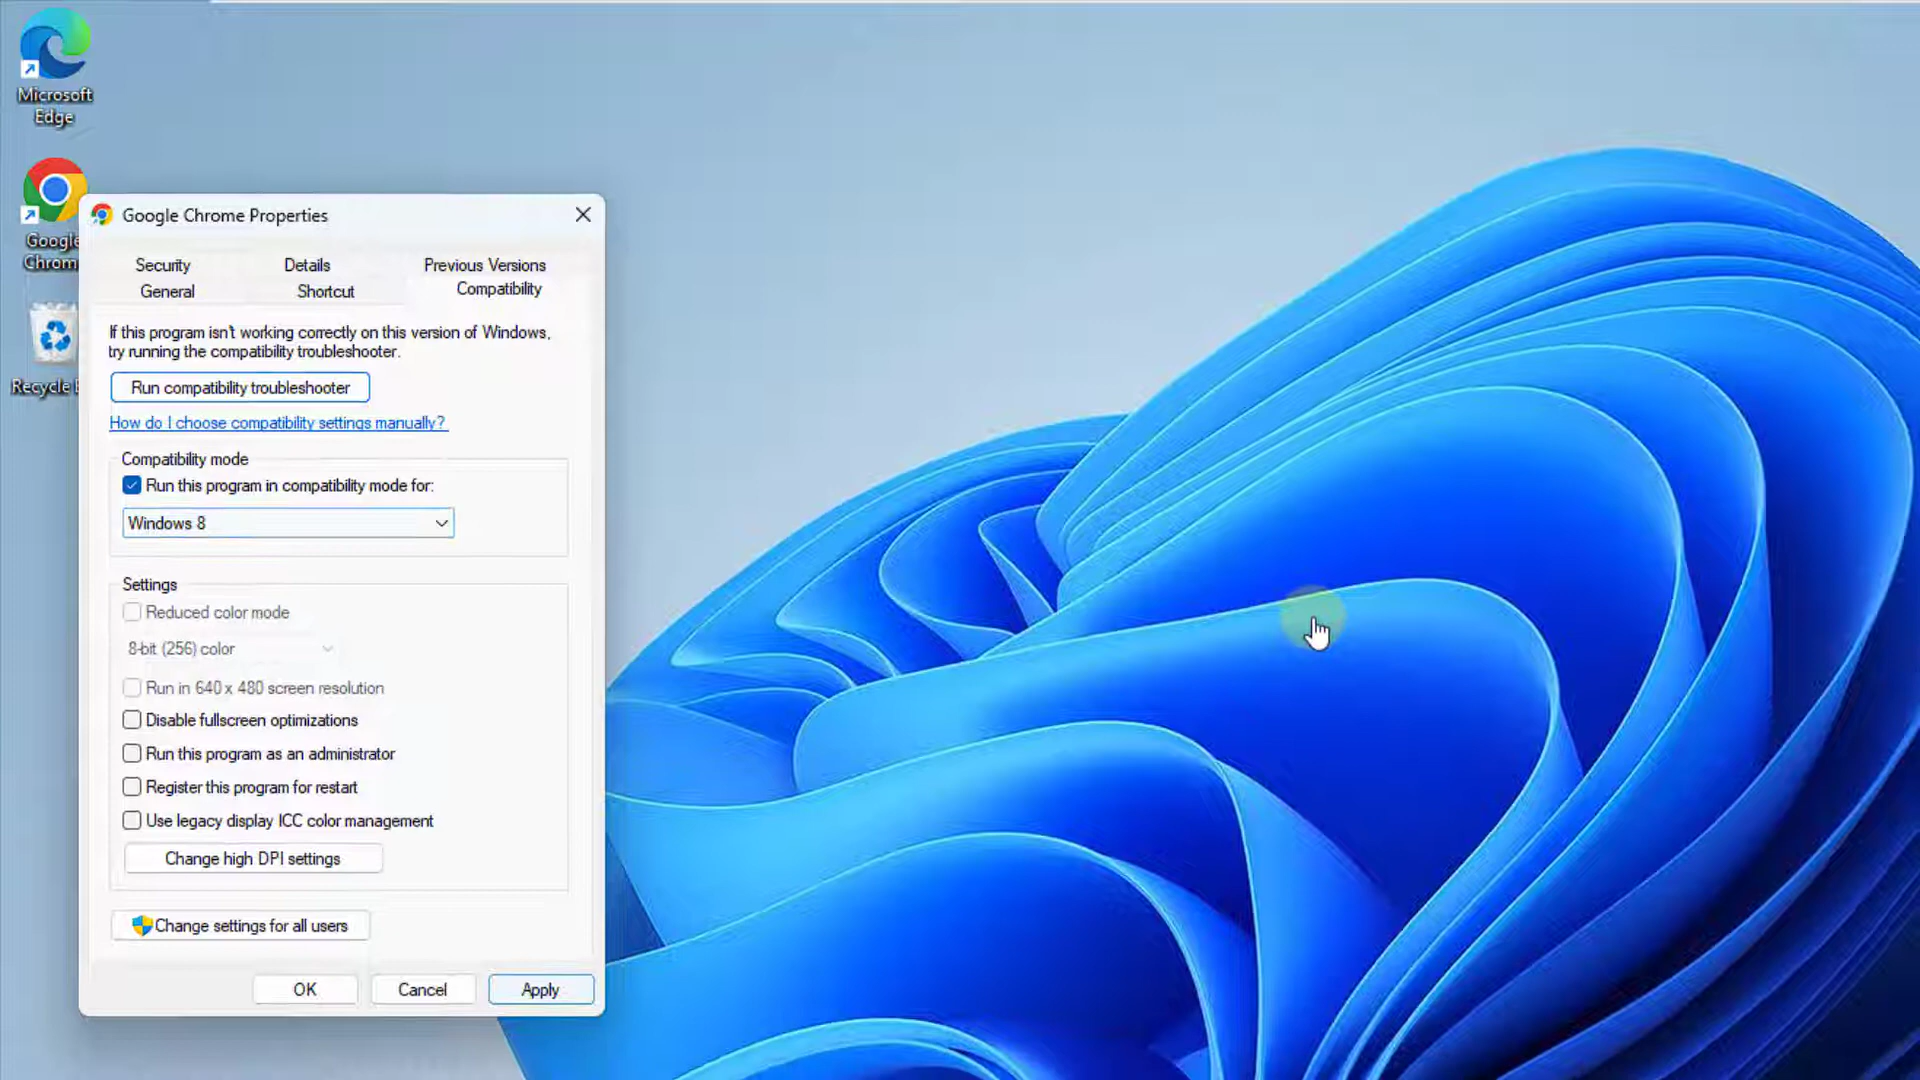 Microsoft
Edge
Google
Chrom
Recycle
Google Chrome Properties
Security
Details
Previous Versions
General
Shortcut
Compatibility
If this program isn't working correctly on this version of Windows,
try running the compatibility troubleshooter.
Run compatibility troubleshooter
How do I choose compatibility settings manually?
Compatibility mode
Run this program in compatibility mode for:
Windows 8
Settings
Reduced color mode
8-bit (256) color
Run in 640 x 480 screen resolution
Disable fullscreen optimizations
Run this program as an administrator
Register this program for restart
Use legacy display ICC color management
Change high DPI settings
Change settings for all users
OK
Cancel
Apply